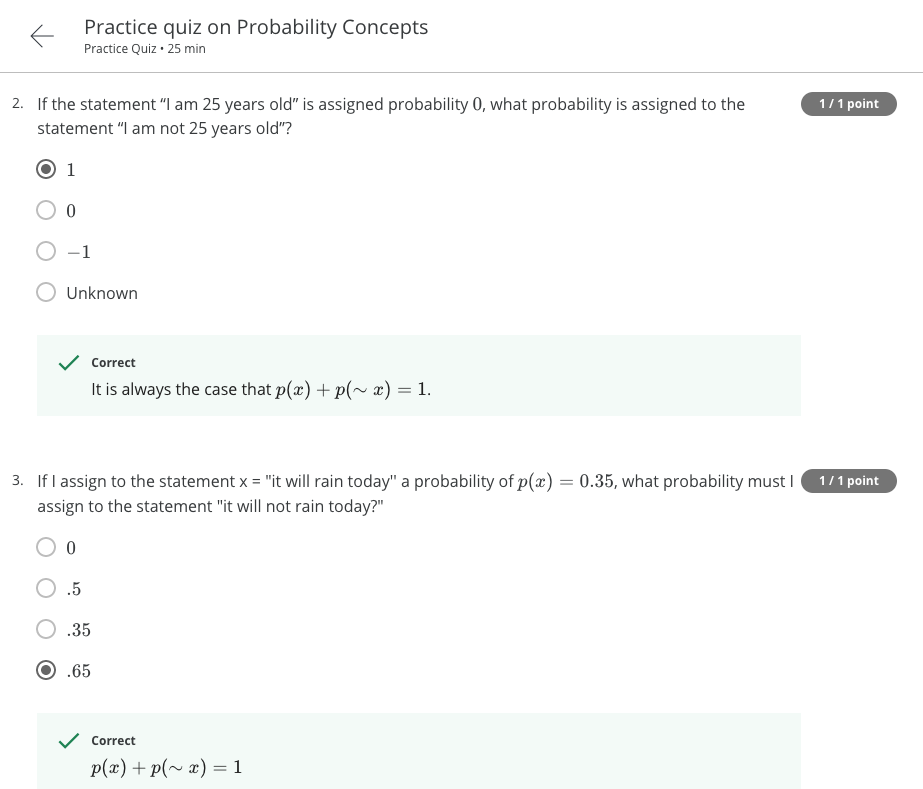 Practice quiz on Probability Concepts
Practice Quiz • 25 min
2. If the statement “I am 25 years old” is assigned probability 0, what probability is assigned to the 1 / 1 point
statement “I am not 25 years old”?
1
0
−1
Unknown
Correct
It is always the case that p(x) + p(∼ x) = 1.
3. If I assign to the statement x = "it will rain today" a probability of p(x) = 0.35, what probability must I 1 / 1 point
assign to the statement "it will not rain today?"
0
.5
.35
.65
Correct
p(x) + p(∼ x) = 1